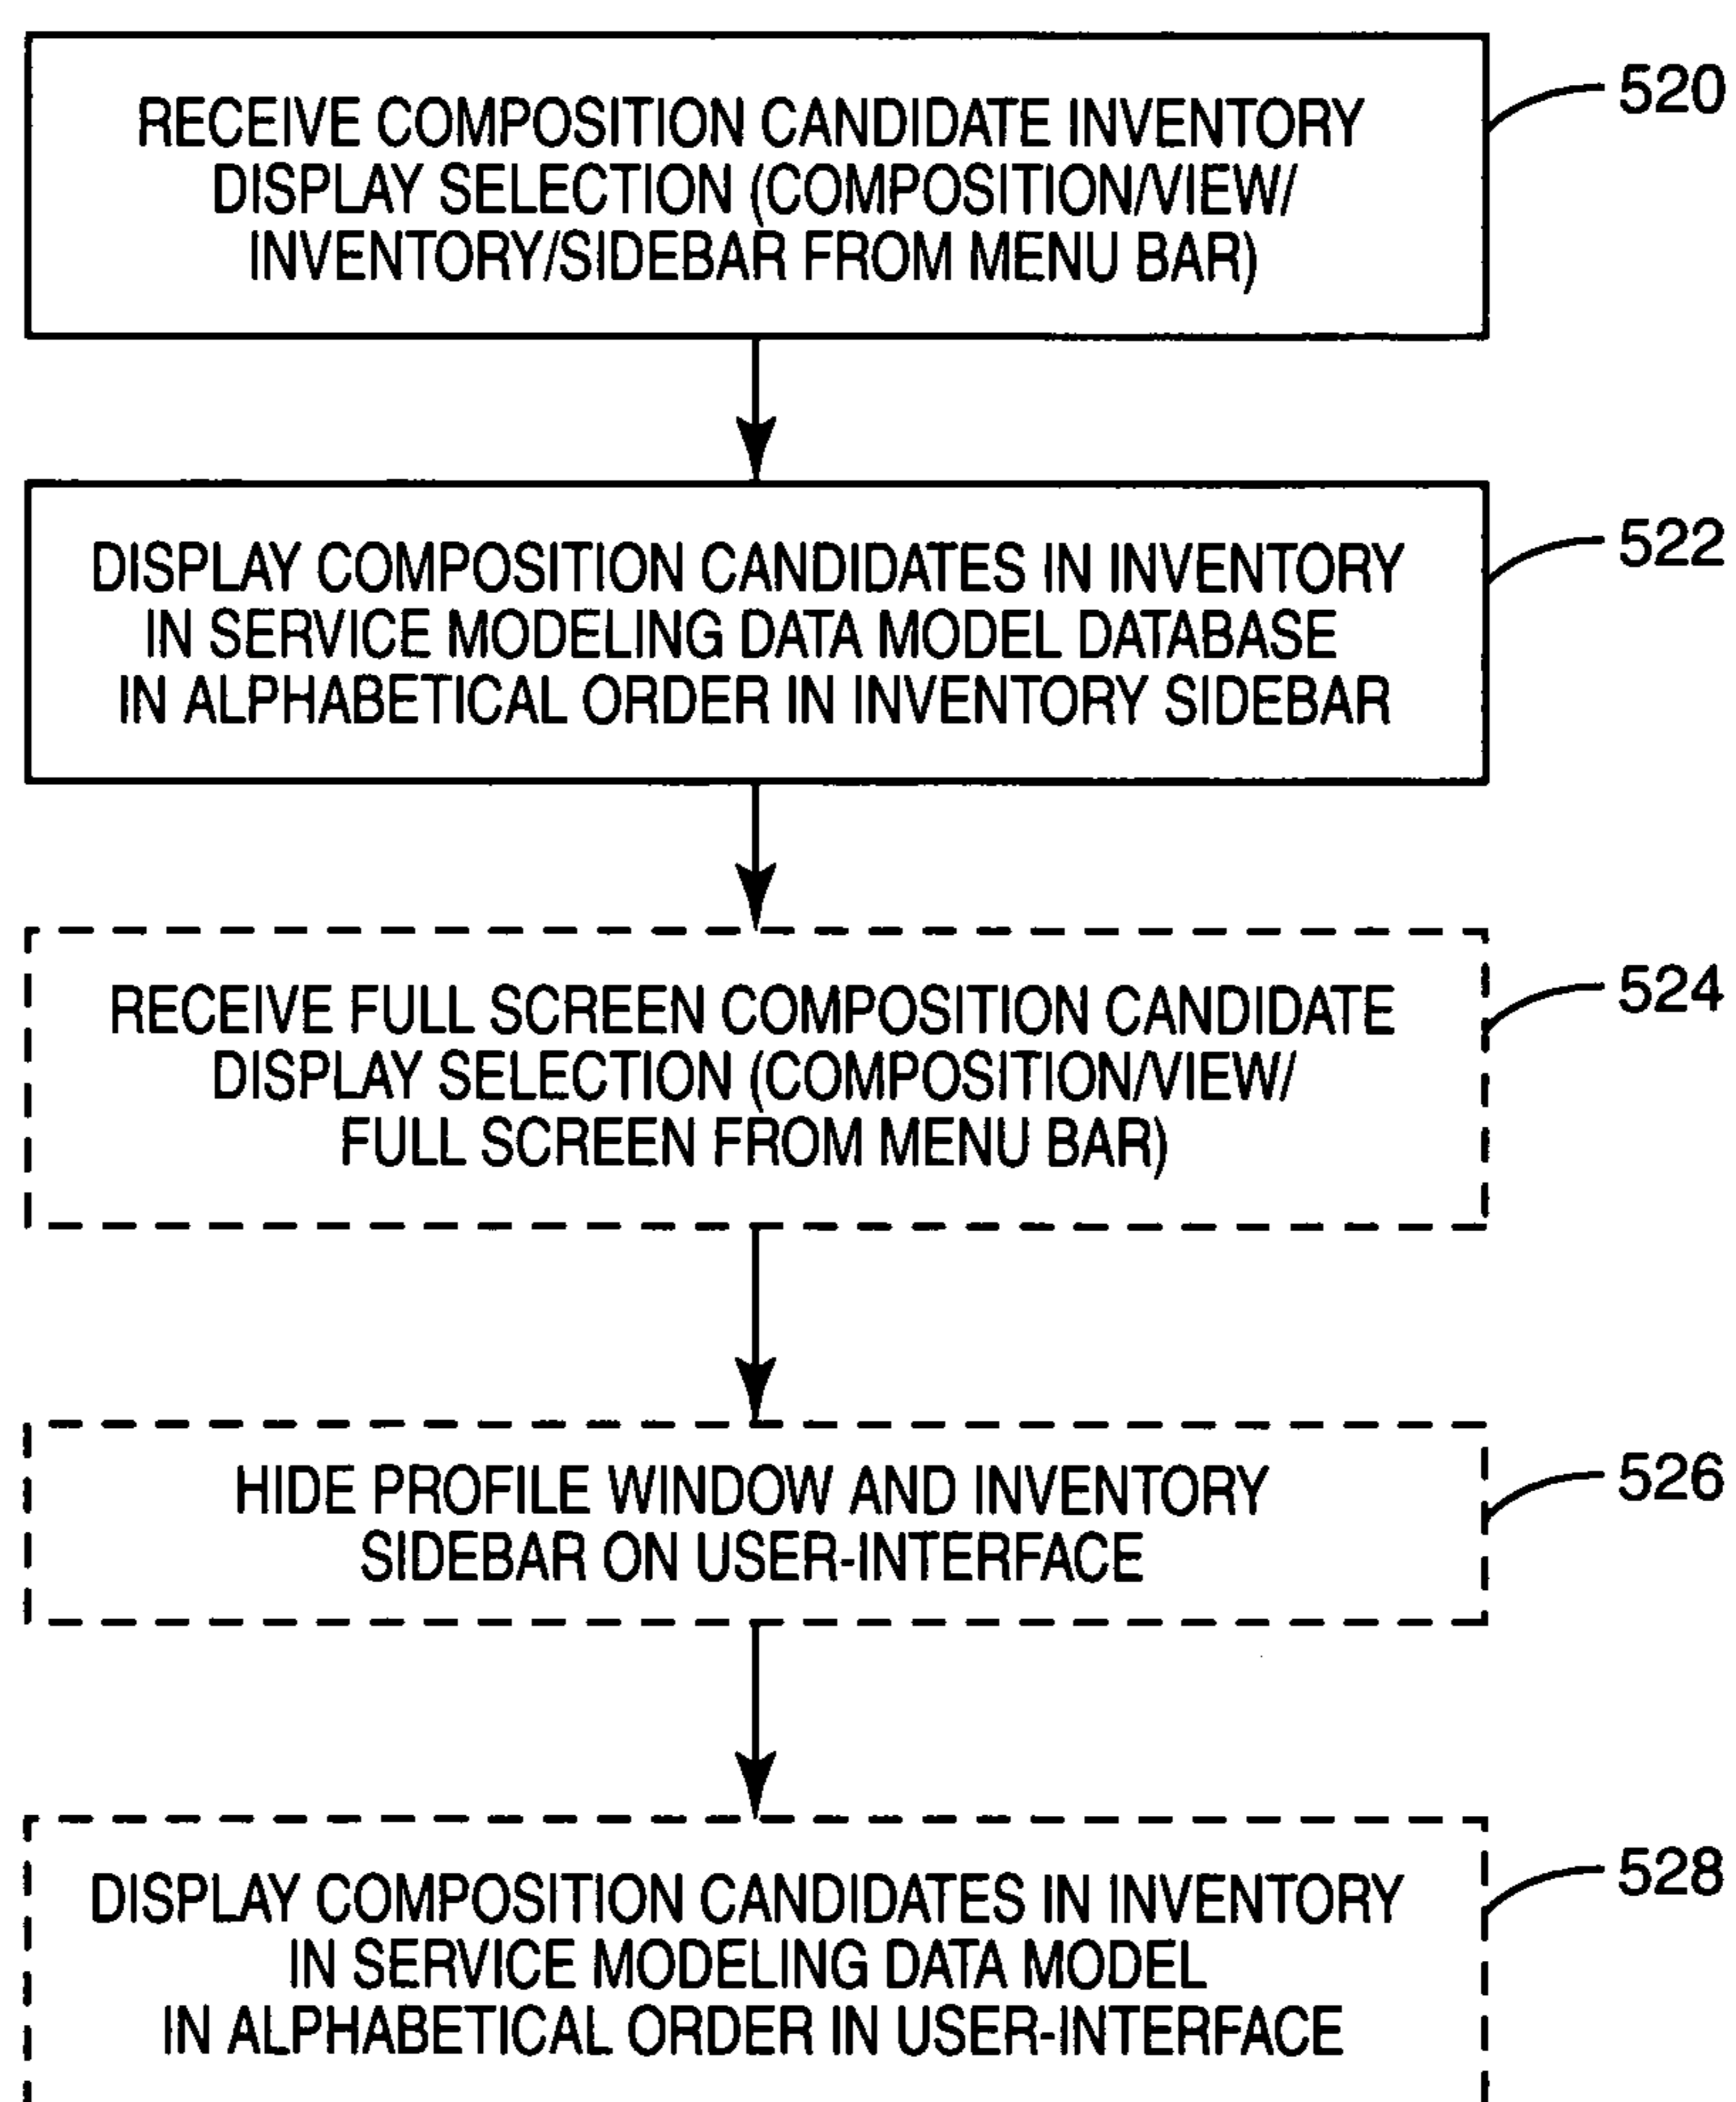 RECEIVE COMPOSITION CANDIDATE INVENTORY
DISPLAY SELECTION (COMPOSITION/VIEW/
INVENTORY/SIDEBAR FROM MENU BAR)
520
DISPLAY COMPOSITION CANDIDATES IN INVENTORY
IN SERVICE MODELING DATA MODEL DATABASE
IN ALPHABETICAL ORDER IN INVENTORY SIDEBAR
522
RECEIVE FULL SCREEN COMPOSITION CANDIDATE
DISPLAY SELECTION (COMPOSITION/VIEW/
FULL SCREEN FROM MENU BAR)
524
HIDE PROFILE WINDOW AND INVENTORY
SIDEBAR ON USER-INTERFACE
526
DISPLAY COMPOSITION CANDIDATES IN INVENTORY
IN SERVICE MODELING DATA MODEL
IN ALPHABETICAL ORDER IN USER-INTERFACE
528